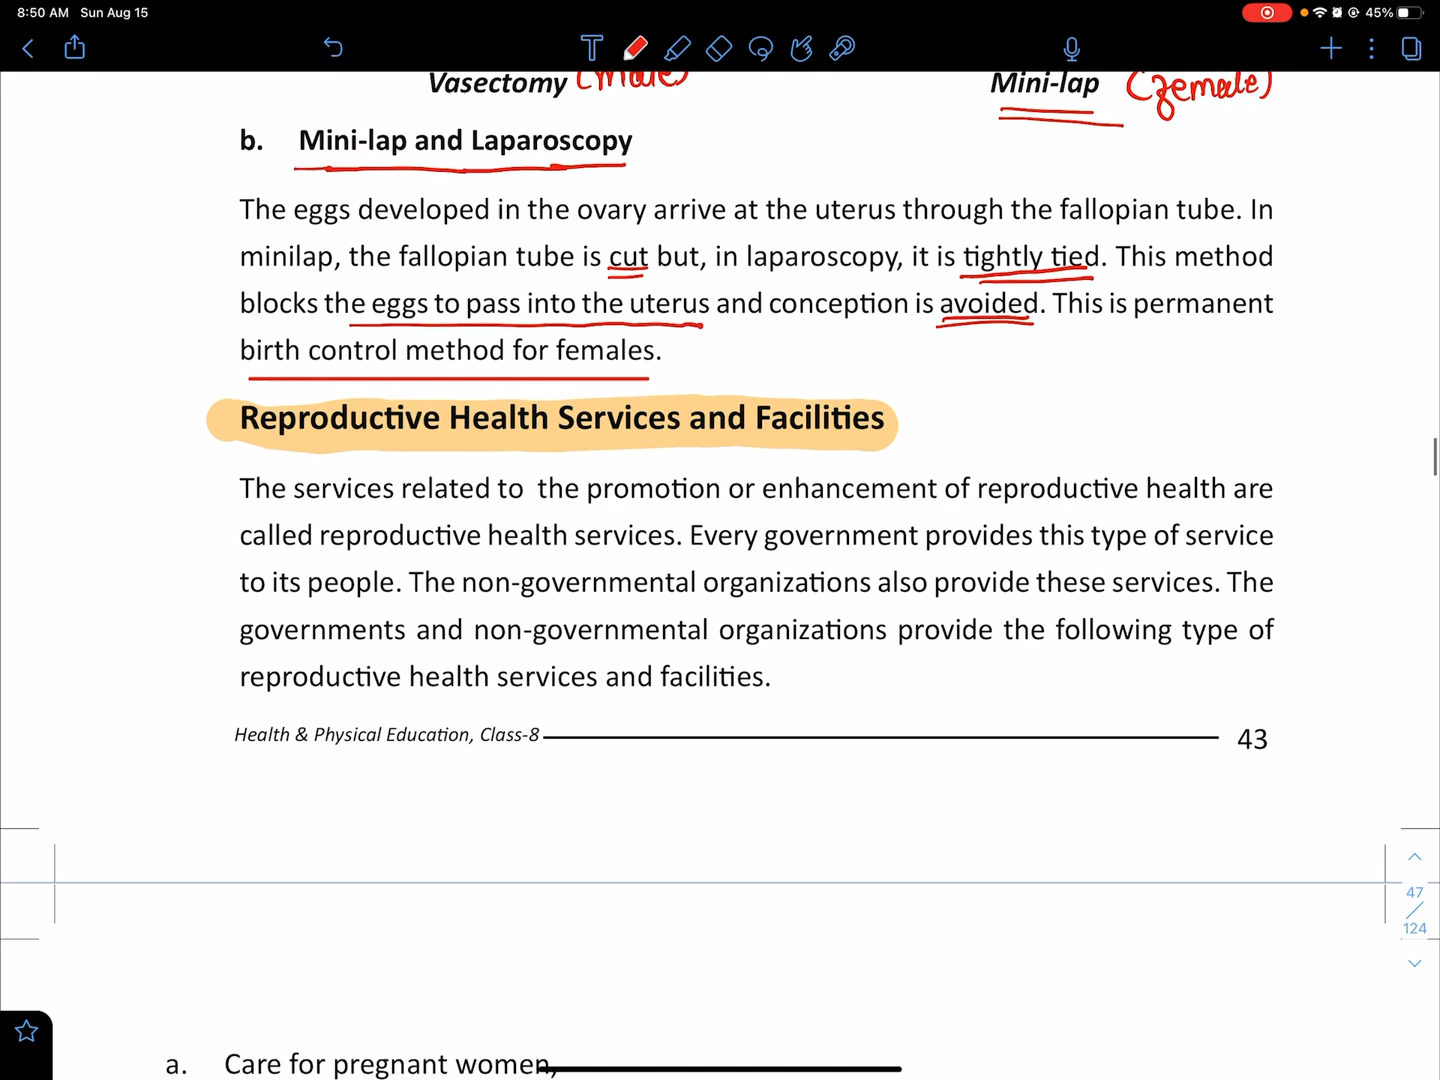 8:50 AM Sun Aug 15
45%
Vasectomy (male)
Mini-lap (female)
b. Mini-lap and Laparoscopy
The eggs developed in the ovary arrive at the uterus through the fallopian tube. In
minilap, the fallopian tube is cut but, in laparoscopy, it is tightly tied. This method
blocks the eggs to pass into the uterus and conception is avoided. This is permanent
birth control method for females.
Reproductive Health Services and Facilities
The services related to the promotion or enhancement of reproductive health are
called reproductive health services. Every government provides this type of service
to its people. The non-governmental organizations also provide these services. The
governments and non-governmental organizations provide the following type of
reproductive health services and facilities.
Health & Physical Education, Class-8 43
47
/
124
a. Care for pregnant women,